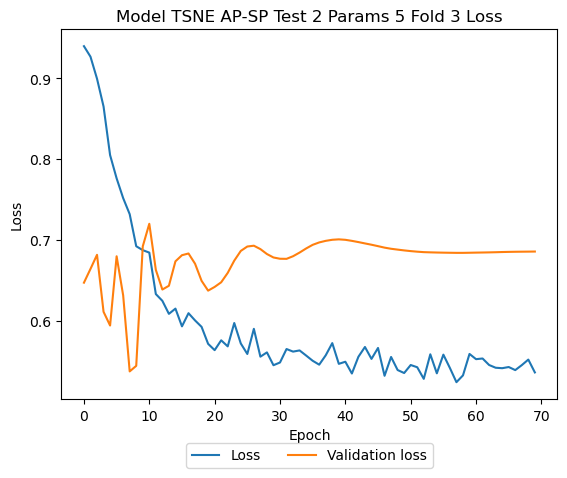 Model TSNE AP-SP Test 2 Params 5 Fold 3 Loss
0.9
0.8
0.7
0.6
Loss
0 10 20 30 40 50 60 70
Epoch
Loss Validation loss